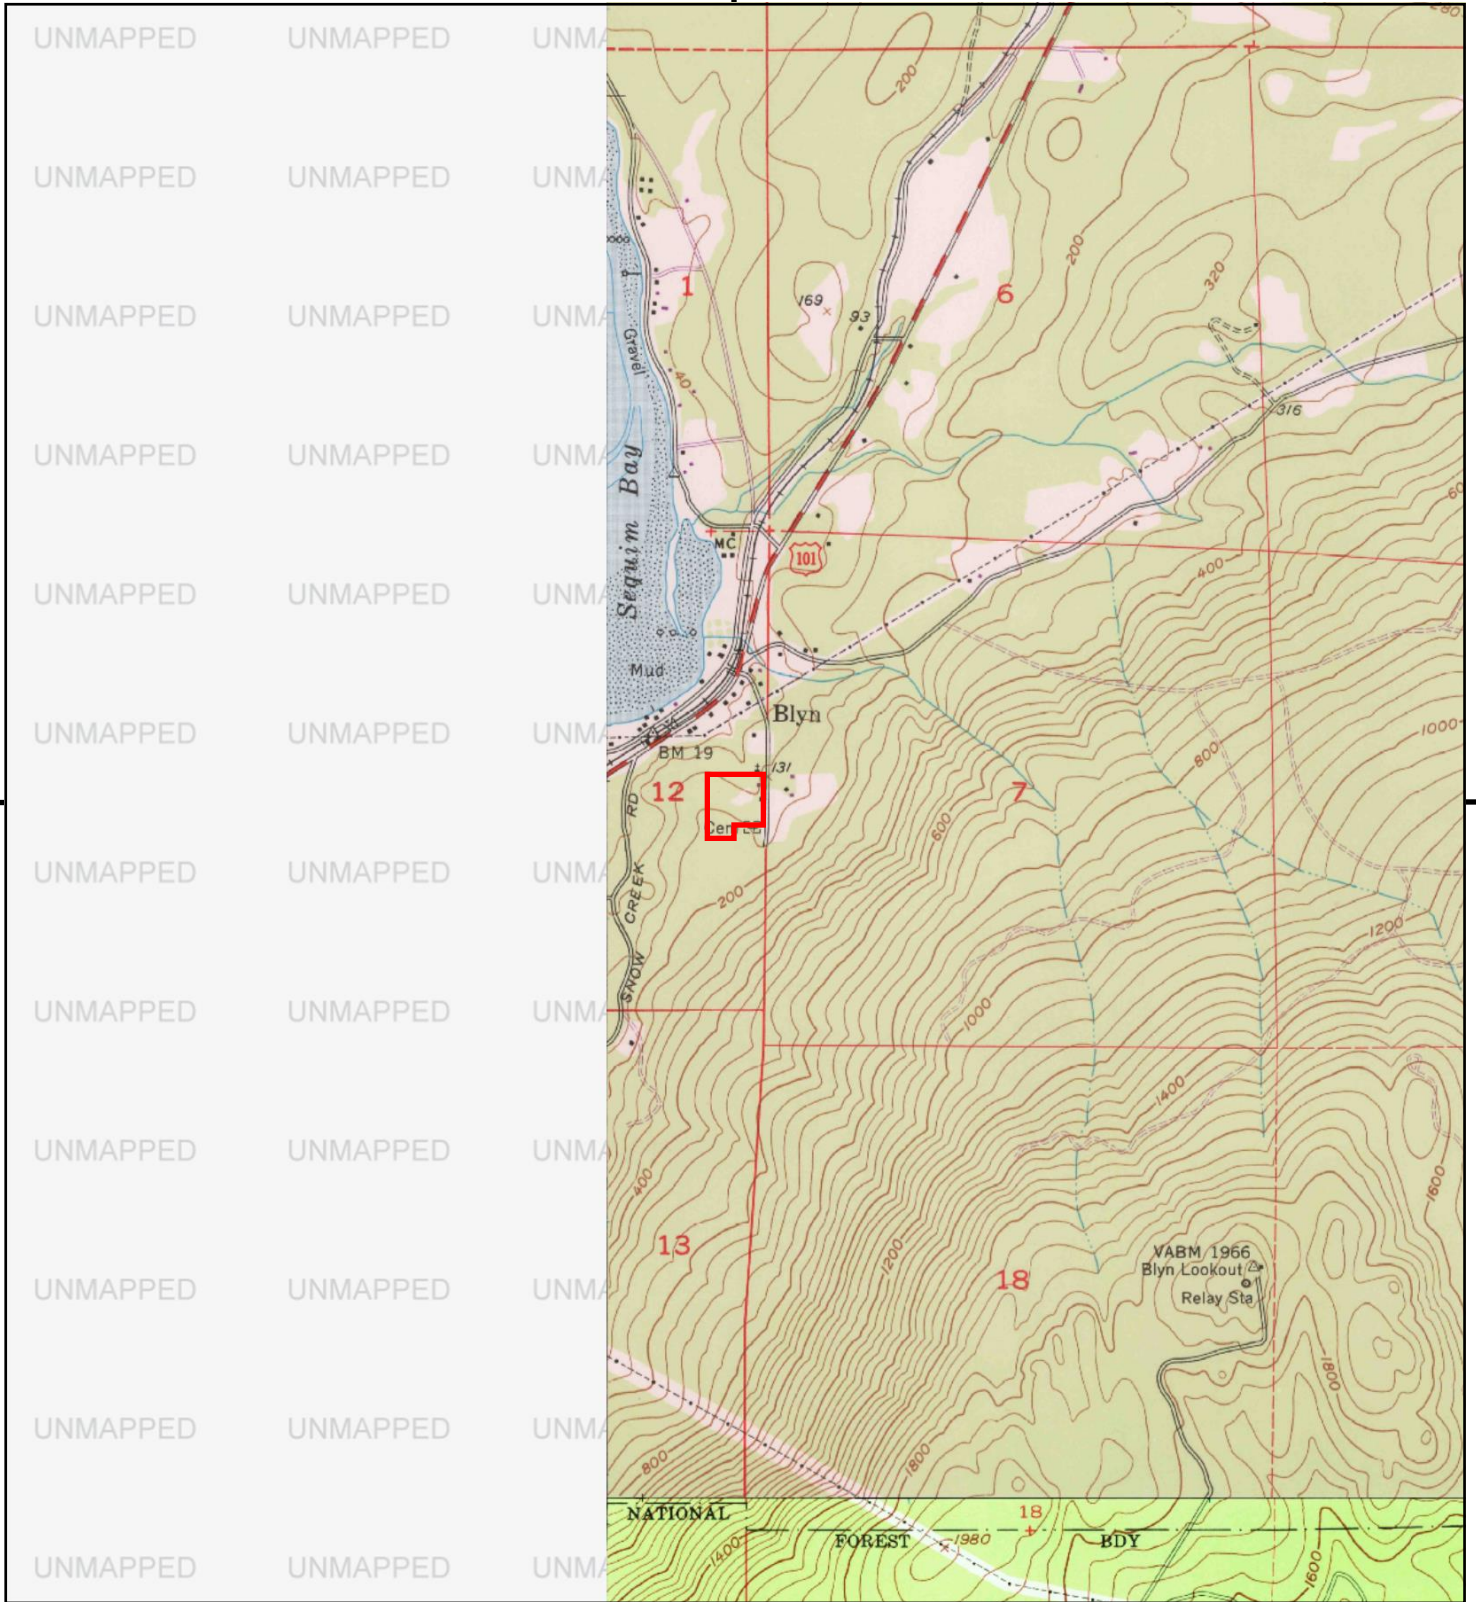 UNMAPPED UNMAPPED UNMA
200
280
UNMAPPED UNMAPPED UNMA
200
320
1
169
6
93
UNMAPPED UNMAPPED UNMA
Gravel
40
316
UNMAPPED UNMAPPED UNMA
Sequim Bay
60
MC
101
400
UNMAPPED UNMAPPED UNMA
Mud
Blyn
UNMAPPED UNMAPPED UNMA
1000
BM 19
800
131
12
7
RD
600
Cem
UNMAPPED UNMAPPED UNMA
200
SNOW CREEK
1200
UNMAPPED UNMAPPED UNMA
1000
1400
UNMAPPED UNMAPPED UNMA
400
1600
13
1200
VABM 1966
Blyn Lookout
18
Relay Sta
UNMAPPED UNMAPPED UNMA
1800
UNMAPPED UNMAPPED UNMA
800
1800
NATIONAL
18
FOREST
1980
BDY
1400
UNMAPPED UNMAPPED UNMA
1600